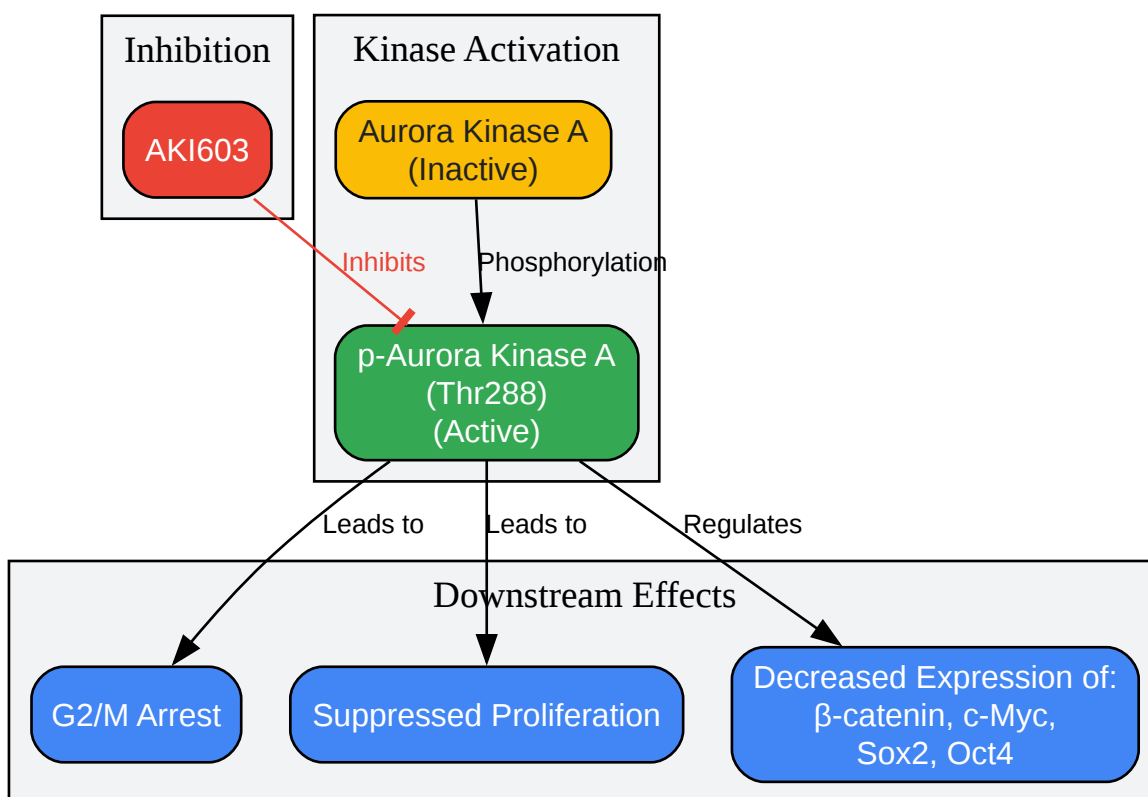 Inhibition
Kinase Activation
AKI603
Aurora Kinase A
(Inactive)
Inhibits
Phosphorylation
p-Aurora Kinase A
(Thr288)
(Active)
Leads to
Leads to
Regulates
Downstream Effects
G2/M Arrest
Suppressed Proliferation
Decreased Expression of:
β-catenin, c-Myc,
Sox2, Oct4